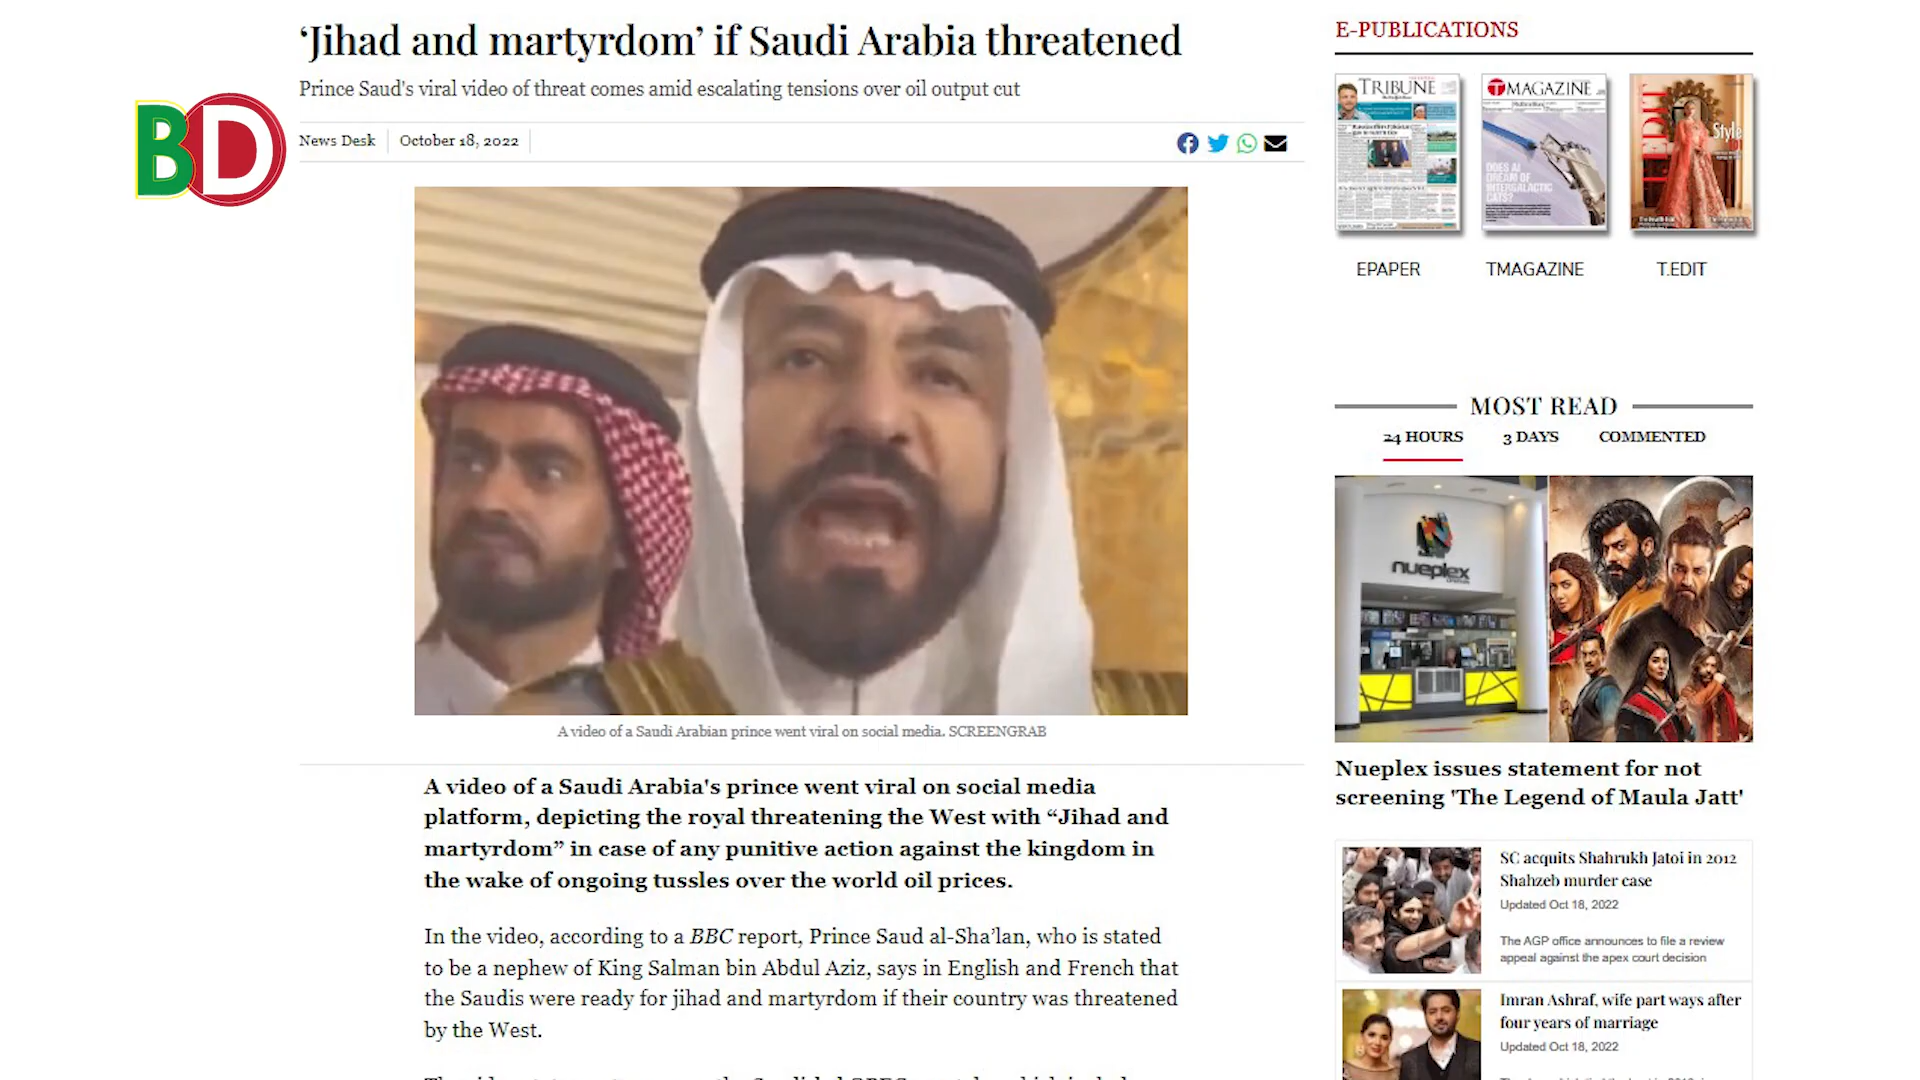 ‘Jihad and martyrdom’ if Saudi Arabia threatened
Prince Saud's viral video of threat comes amid escalating tensions over oil output cut
BD
News Desk
October 18, 2022
A video of a Saudi Arabian prince went viral on social media. SCREENGRAB
A video of a Saudi Arabia's prince went viral on social media
platform, depicting the royal threatening the West with “Jihad and
martyrdom” in case of any punitive action against the kingdom in
the wake of ongoing tussles over the world oil prices.
In the video, according to a BBC report, Prince Saud al-Sha’lan, who is stated
to be a nephew of King Salman bin Abdul Aziz, says in English and French that
the Saudis were ready for jihad and martyrdom if their country was threatened
by the West.
E-PUBLICATIONS
TRIBUNE
TMAGAZINE
DOES AI
DREAM OF
INTERGALACTIC
CATS?
EDIT
Style
EPAPER
TMAGAZINE
T.EDIT
MOST READ
24 HOURS
3 DAYS
COMMENTED
nueplex
Nueplex issues statement for not
screening 'The Legend of Maula Jatt'
SC acquits Shahrukh Jatoi in 2012
Shahzeb murder case
Updated Oct 18, 2022
The AGP office announces to file a review
appeal against the apex court decision
Imran Ashraf, wife part ways after
four years of marriage
Updated Oct 18, 2022